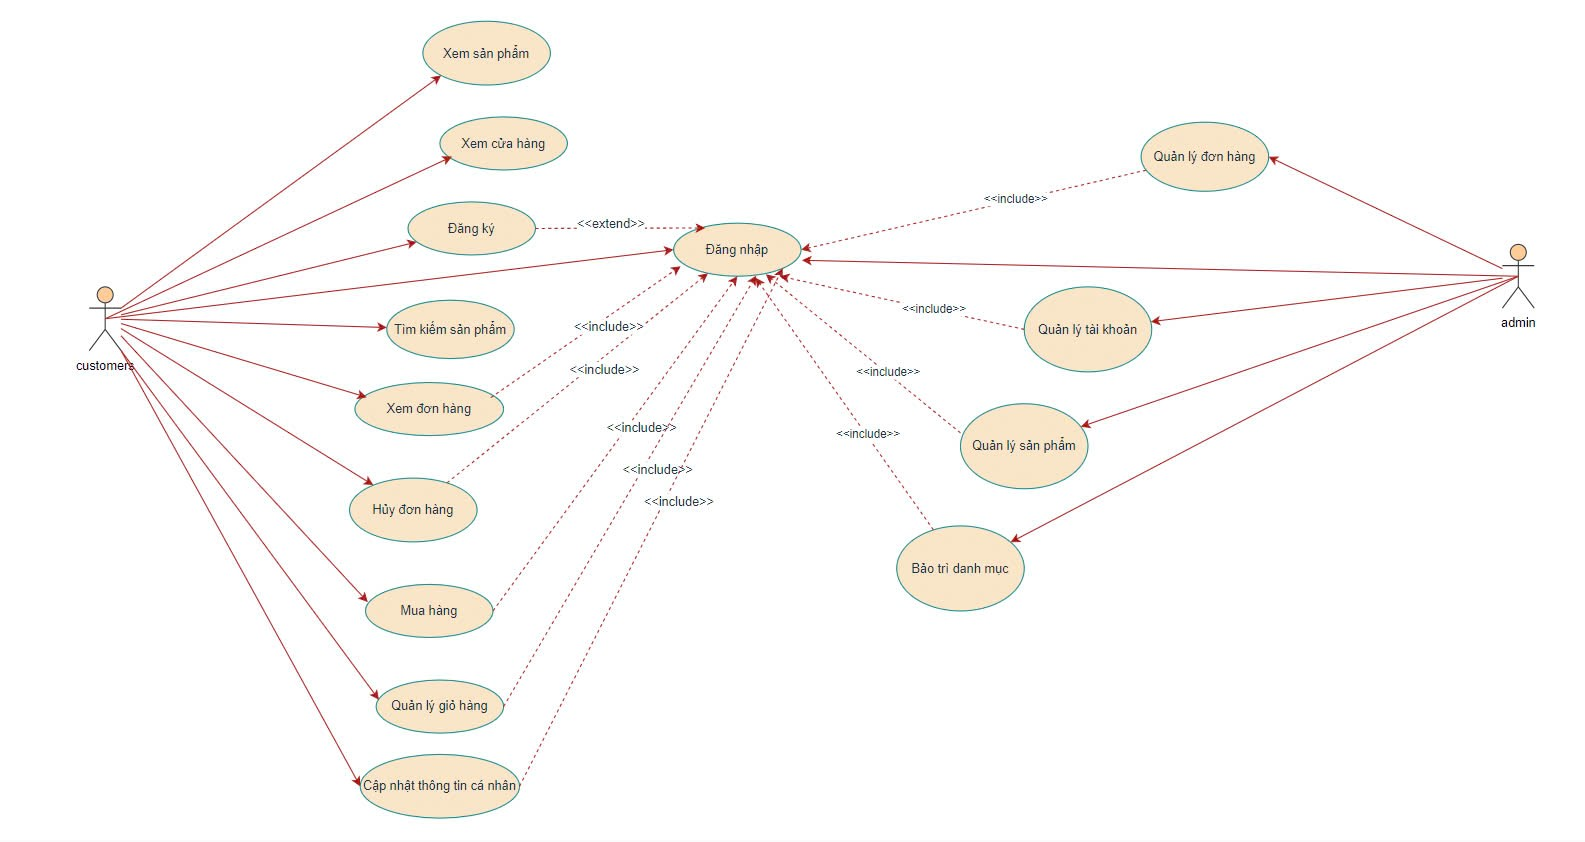 Xem sản phẩm
Xem cửa hàng
Quản lý đơn hàng
<<include>>
Đăng ký
<<extend>>
Đăng nhập
<<include>>
admin
Tìm kiếm sản phẩm
<<include>>
Quản lý tài khoản
customers
<<include>>
<<include>>
Xem đơn hàng
<<include>>
<<include>>
Quản lý sản phẩm
<<include>>
<<include>>
Hủy đơn hàng
Bảo trì danh mục
Mua hàng
Quản lý giỏ hàng
Cập nhật thông tin cá nhân